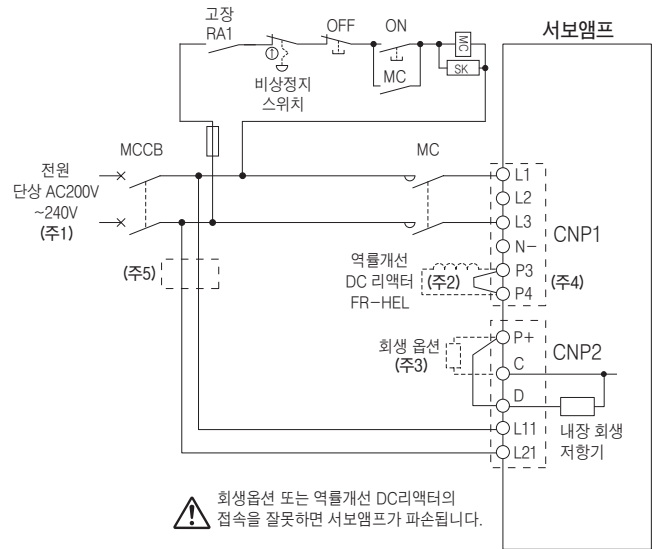 고장
RA1
OFF
ON
MC
SK
①
비상정지
스위치
MC
서보앰프
MCCB
MC
전원
단상 AC200V
~240V
(주1)
L1
L2
L3
N−
P3
P4
CNP1
(주4)
(주5)
역률개선
DC 리액터
FR−HEL
(주2)
회생 옵션
(주3)
P+
C
D
L11
L21
CNP2
내장 회생
저항기
회생옵션 또는 역률개선 DC리액터의
접속을 잘못하면 서보앰프가 파손됩니다.